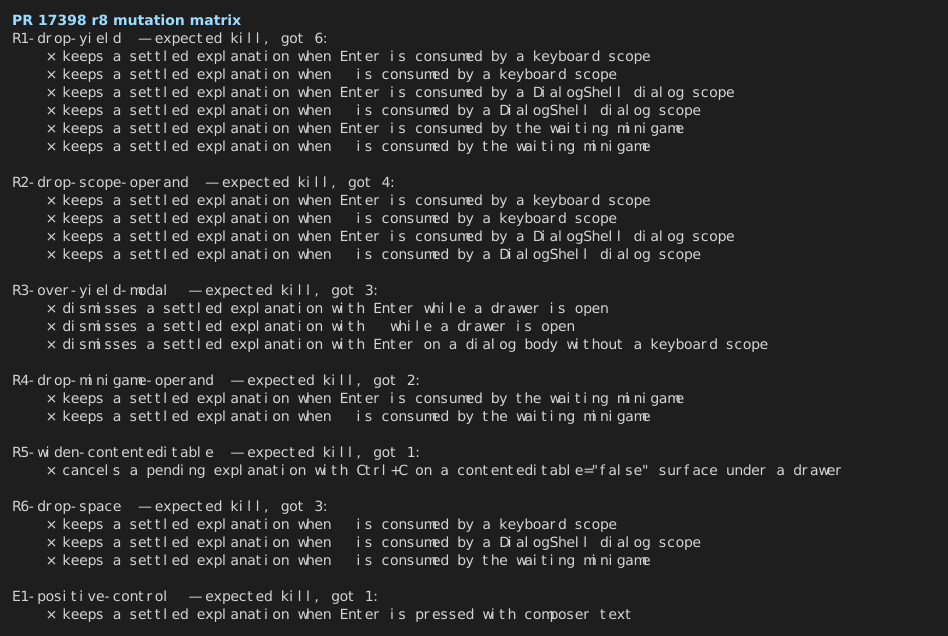 PR 17398 r8 mutation matrix
R1-drop-yield — expected kill, got 6:
× keeps a settled explanation when Enter is consumed by a keyboard scope
× keeps a settled explanation when   is consumed by a keyboard scope
× keeps a settled explanation when Enter is consumed by a DialogShell dialog scope
× keeps a settled explanation when   is consumed by a DialogShell dialog scope
× keeps a settled explanation when Enter is consumed by the waiting minigame
× keeps a settled explanation when   is consumed by the waiting minigame
R2-drop-scope-operand — expected kill, got 4:
× keeps a settled explanation when Enter is consumed by a keyboard scope
× keeps a settled explanation when   is consumed by a keyboard scope
× keeps a settled explanation when Enter is consumed by a DialogShell dialog scope
× keeps a settled explanation when   is consumed by a DialogShell dialog scope
R3-over-yield-modal — expected kill, got 3:
× dismisses a settled explanation with Enter while a drawer is open
× dismisses a settled explanation with   while a drawer is open
× dismisses a settled explanation with Enter on a dialog body without a keyboard scope
R4-drop-minigame-operand — expected kill, got 2:
× keeps a settled explanation when Enter is consumed by the waiting minigame
× keeps a settled explanation when   is consumed by the waiting minigame
R5-widen-contenteditable — expected kill, got 1:
× cancels a pending explanation with Ctrl+C on a contenteditable="false" surface under a drawer
R6-drop-space — expected kill, got 3:
× keeps a settled explanation when   is consumed by a keyboard scope
× keeps a settled explanation when   is consumed by a DialogShell dialog scope
× keeps a settled explanation when   is consumed by the waiting minigame
E1-positive-control — expected kill, got 1:
× keeps a settled explanation when Enter is pressed with composer text